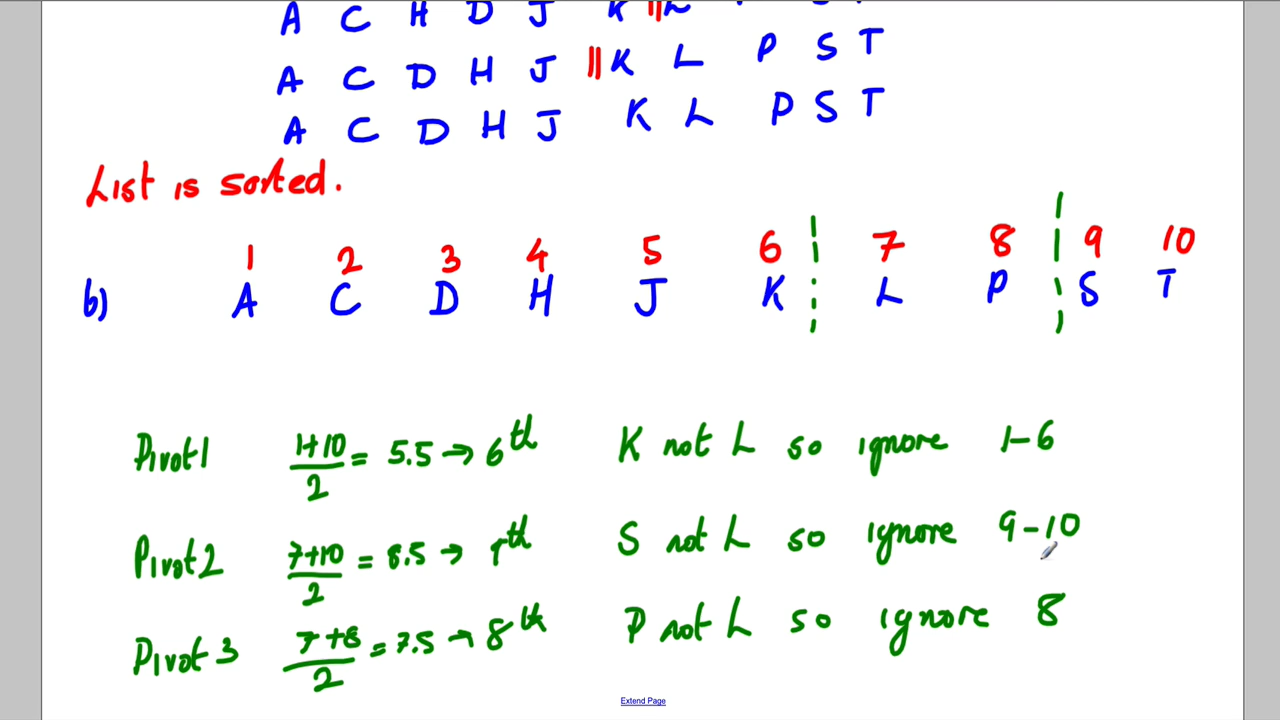 A C H D J K || L
A C D H J || K L P S T
A C D H J K L P S T
List is sorted.
1 2 3 4 5 6 7 8 9 10
b) A C D H J K L P S T
Pivot 1 1+10/2 = 5.5 → 6th K not L so ignore 1-6
Pivot 2 7+10/2 = 8.5 → 9th S not L so ignore 9-10
Pivot 3 7+8/2 = 7.5 → 8th P not L so ignore 8
Extend Page